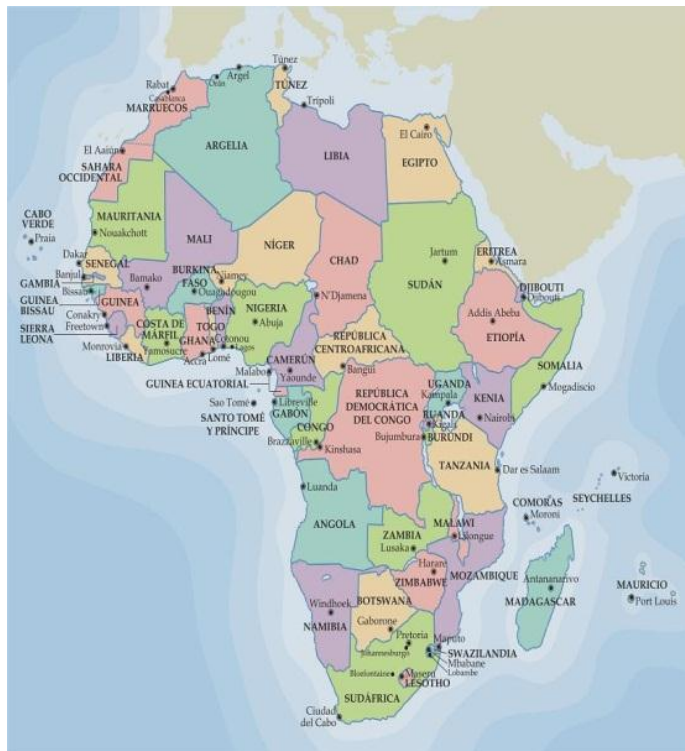 Túnez
Argel
Orán
TÚNEZ
Rabat
Casablanca
MARRUECOS
Trípoli
El Aaiún
SAHARA
OCCIDENTAL
ARGELIA
LIBIA
El Cairo
EGIPTO
CABO
VERDE
Praia
MAURITANIA
Nouakchott
MALI
NÍGER
CHAD
SUDÁN
Jartum
ERITREA
Asmara
Dakar
SENEGAL
Banjul
GAMBIA
Bissau
GUINEA
BISSAU
Bamako
BURKINA
FASO
Ouagadougou
Niamey
N'Djamena
DJIBOUTI
Djibouti
GUINEA
Conakry
Freetown
SIERRA
LEONA
Monrovia
LIBERIA
COSTA DE
MÁRFIL
Yamosucre
GHANA
Accra
TOGO
Lomé
BENÍN
Cotonou
Lagos
NIGERIA
Abuja
Addis Abeba
ETIOPÍA
SOMALIA
Mogadiscio
REPÚBLICA
CENTROAFRICANA
Bangui
CAMERÚN
Yaounde
Malabo
GUINEA ECUATORIAL
Sao Tomé
SANTO TOMÉ
Y PRÍNCIPE
Libreville
GABÓN
CONGO
Brazzaville
Kinshasa
REPÚBLICA
DEMOCRÁTICA
DEL CONGO
UGANDA
Kampala
RUANDA
Kigali
Bujumbura
BURUNDI
KENIA
Nairobi
TANZANIA
Dar es Salaam
Victoria
SEYCHELLES
COMORAS
Moroni
Luanda
ANGOLA
ZAMBIA
Lusaka
MALAWI
Lilongue
Harare
ZIMBABWE
MOZAMBIQUE
Antananarivo
MADAGASCAR
MAURICIO
Port Louis
Windhoek
NAMIBIA
BOTSWANA
Gaborone
Pretoria
Johannesburgo
Maputo
SWAZILANDIA
Mbabane
Lobambe
Bloefontaine
Maseru
LESOTHO
SUDÁFRICA
Ciudad
del Cabo